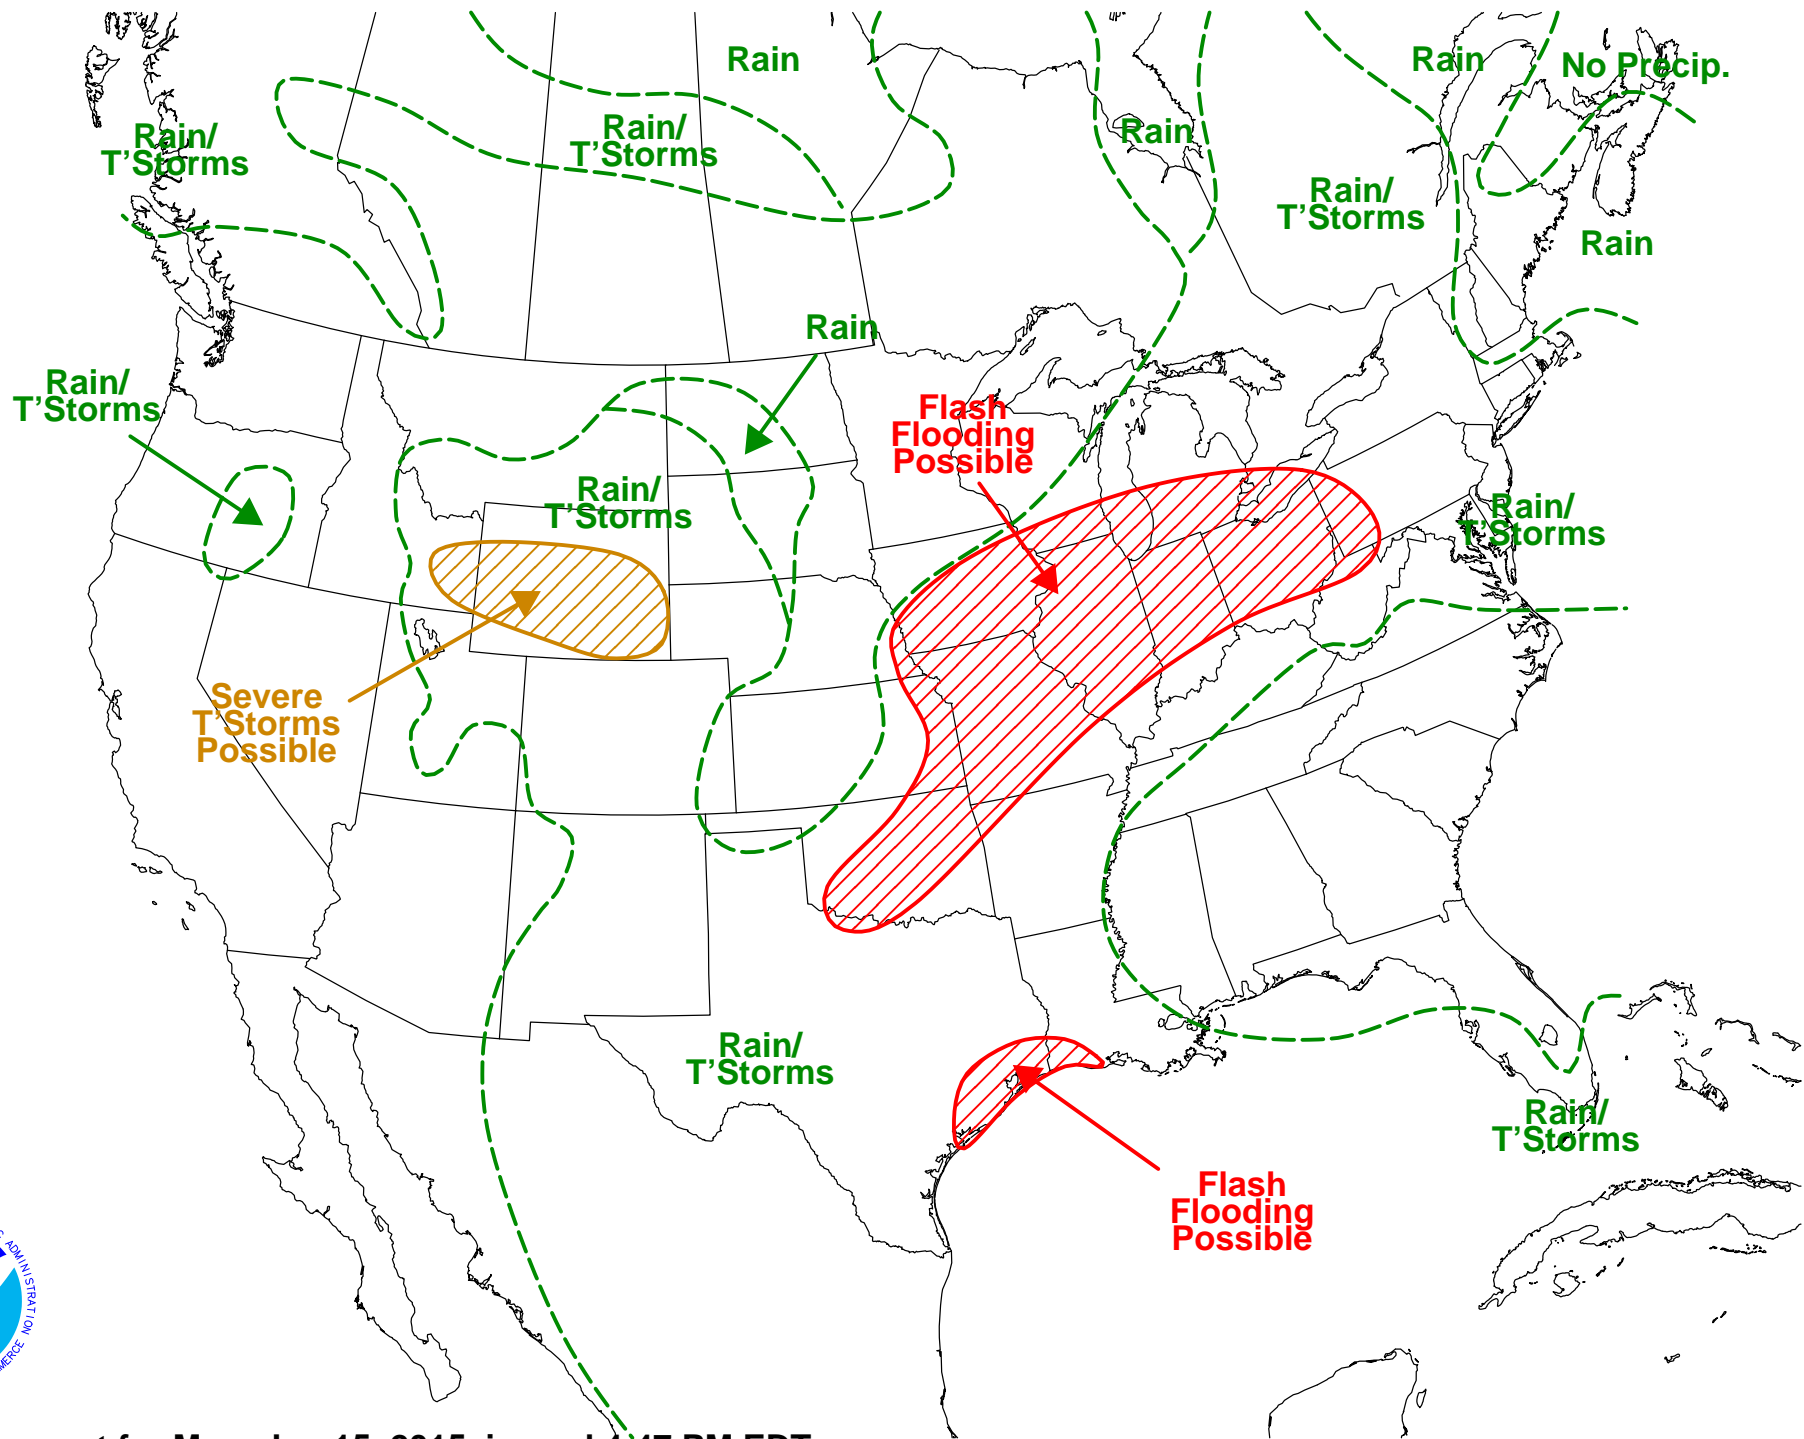 Rain
Rain
No Precip.
Rain/
T'Storms
Rain/
T'Storms
Rain
Rain/
T'Storms
Rain
Rain
Rain/
T'Storms
Flash
Flooding
Possible
Rain/
T'Storms
Rain/
T'Storms
Severe
T'Storms
Possible
Rain/
T'Storms
Rain/
T'Storms
Flash
Flooding
Possible
ADMINISTRATION